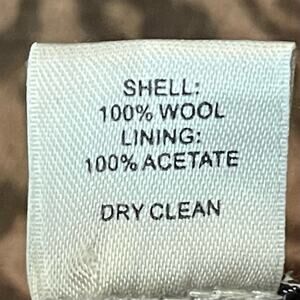 SHELL:
100% WOOL
LINING:
100% ACETATE
DRY CLEAN